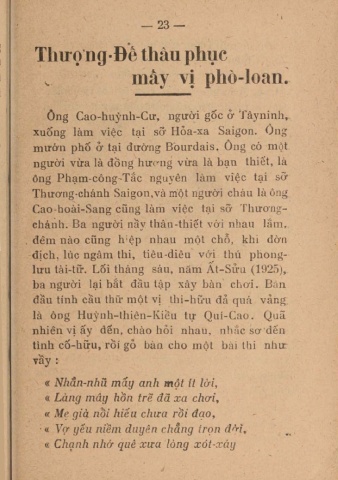 — 23 —
Thượng-Đế thâu phục
mấy vị phò-loan.
Ông Cao-huỳnh-Cư, người gốc ở Tâyninh,
xuống làm việc tại sở Hỏa-xa Saigon. Ông
mướn phố ở tại đường Bourdais. Ông có một
người vừa là đồng hương vừa là bạn thiết, là
ông Phạm-công-Tắc nguyên làm việc tại sở
Thương-chánh Saigon,và một người cháu là ông
Cao-hoài-Sang cũng làm việc tại sở Thương-
chánh. Ba người nầy thân-thiết với nhau lắm,
đêm nào cũng hiệp nhau một chỗ, khi đờn
địch, lúc ngâm thi, tiêu-diêu với thú phong-
lưu tài-tử. Lối tháng sáu, năm Ất-Sửu (1925),
ba người lại bắt đầu tập xây bàn chơi. Ban
đầu tính cầu thử một vị thi-hữu đã quá vãng
là ông Huỳnh-thiên-Kiều tự Quí-Cao. Quã
nhiên vị ấy đến, chào hỏi nhau, nhắc sơ đến
tình cố-hữu, rồi gỏ bàn cho một bài thi như
vầy :
« Nhắn-nhũ mấy anh một ít lời,
« Làng mây hồn trẽ đã xa chơi,
« Mẹ già nồi hiếu chưa rồi đạo,
« Vợ yếu niềm duyên chẳng trọn đời,
« Chạnh nhớ quê xưa lòng xót-xáy